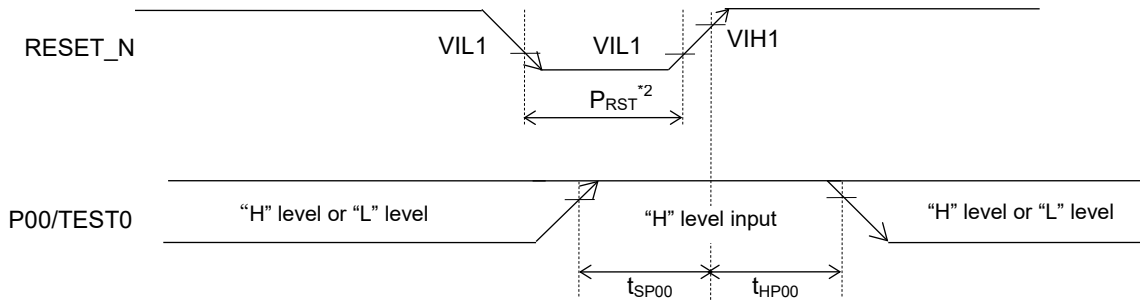 RESET_N
VIL1
VIL1
VIH1
PRST*2
P00/TEST0
“H” level or “L” level
“H” level input
“H” level or “L” level
tSP00
tHP00